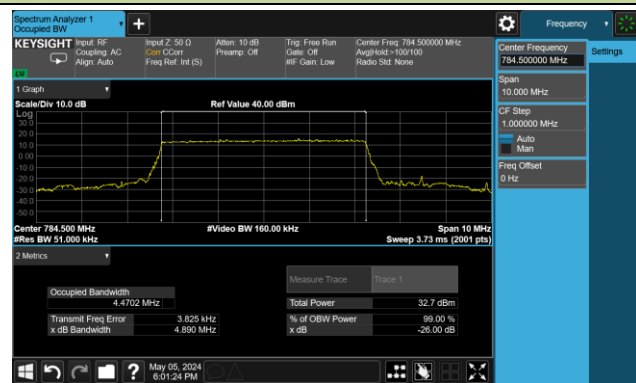 Spectrum Analyzer 1
Occupied BW
Frequency
KEYSIGHT
Input: RF
Coupling: AC
Align: Auto
Input Z: 50 Ω
Corr CCorr
Freq Ref: Int (S)
Atten: 10 dB
Preamp: Off
Trig: Free Run
Gate: Off
#IF Gain: Low
Center Freq: 784.500000 MHz
Avg|Hold:>100/100
Radio Std: None
Center Frequency
784.500000 MHz
Settings
Span
10.000 MHz
CF Step
1.000000 MHz
Auto
Man
Freq Offset
0 Hz
1 Graph
Scale/Div 10.0 dB
Ref Value 40.00 dBm
Log
30.0
20.0
10.0
0.00
-10.0
-20.0
-30.0
-40.0
-50.0
Center 784.500 MHz
#Video BW 160.00 kHz
Span 10 MHz
#Res BW 51.000 kHz
Sweep 3.73 ms (2001 pts)
2 Metrics
Measure Trace
Trace 1
Occupied Bandwidth
4.4702 MHz
Total Power
32.7 dBm
Transmit Freq Error
3.825 kHz
% of OBW Power
99.00 %
x dB Bandwidth
4.890 MHz
x dB
-26.00 dB
May 05, 2024
6:01:24 PM